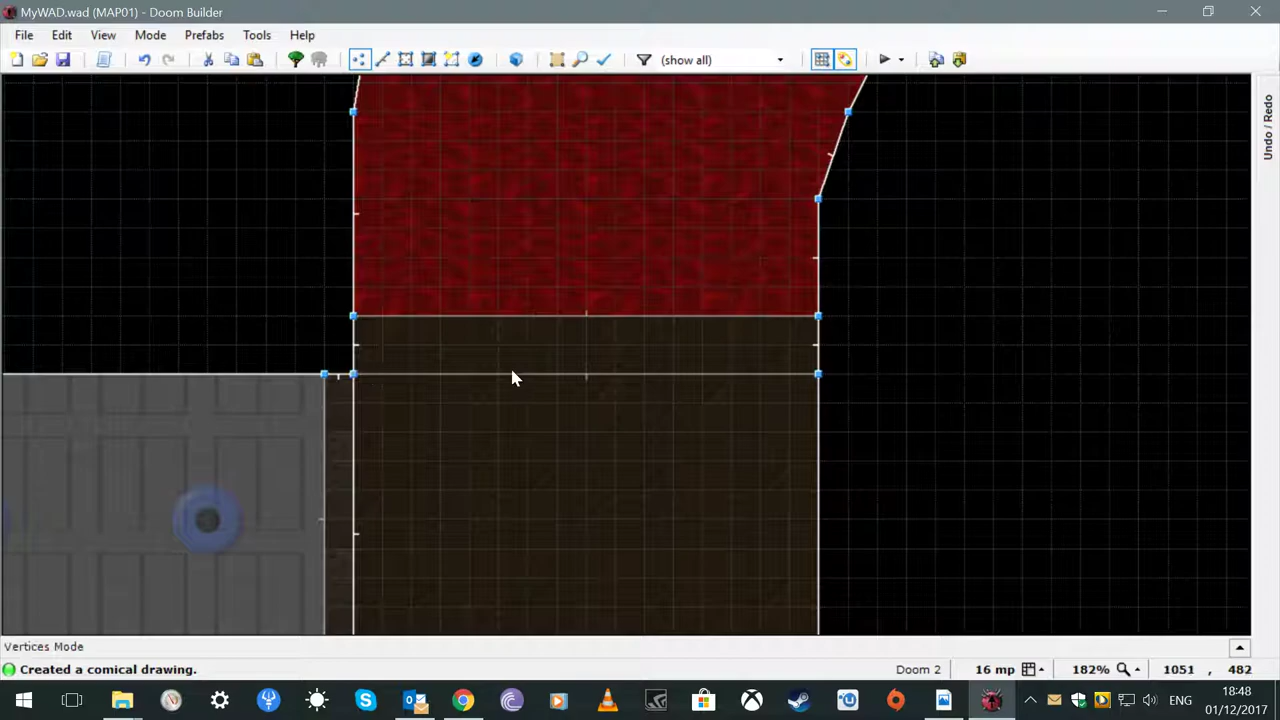 MyWAD.wad (MAP01) - Doom Builder
File Edit View Mode Prefabs Tools Help
(show all)
Undo / Redo
Vertices Mode
Created a comical drawing.
Doom 2
16 mp
182%
1051 , 482
ENG
18:48
01/12/2017